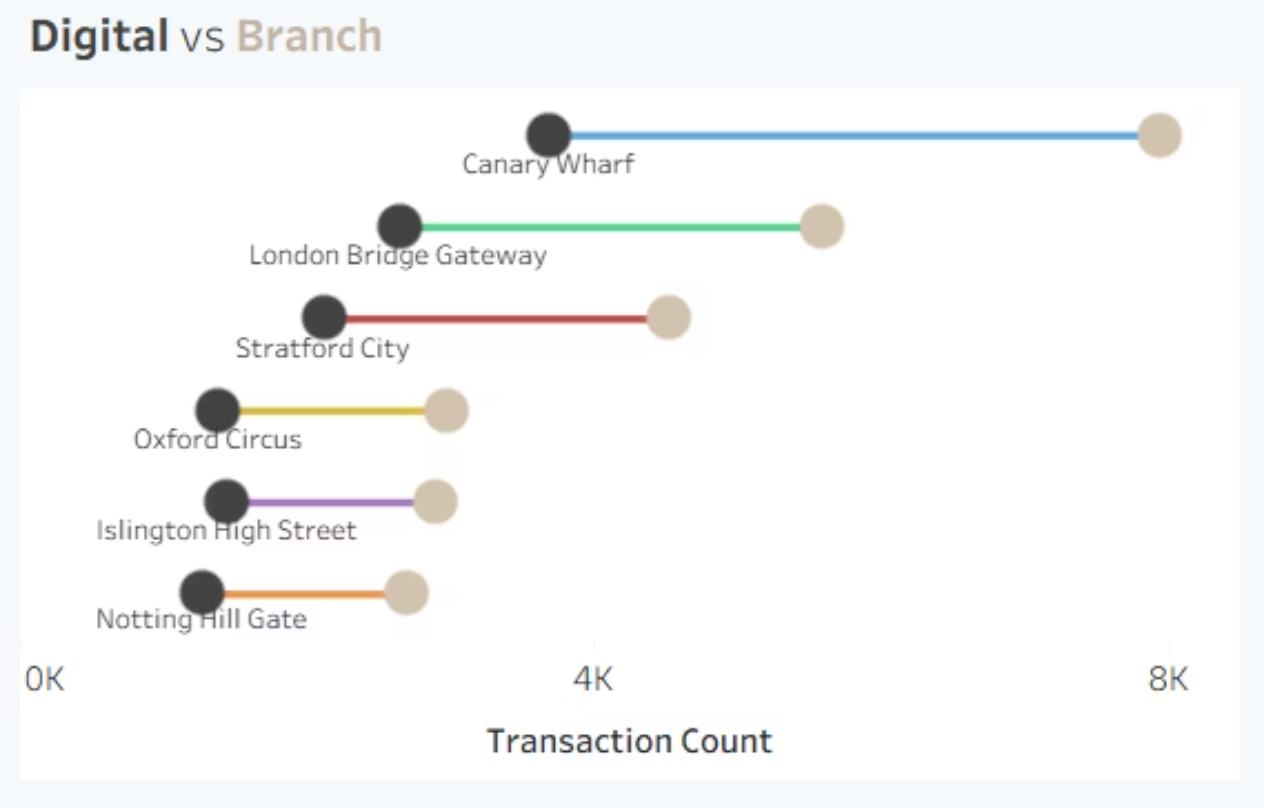 Digital vs Branch
Canary Wharf
London Bridge Gateway
Stratford City
Oxford Circus
Islington High Street
Notting Hill Gate
0K 4K 8K
Transaction Count